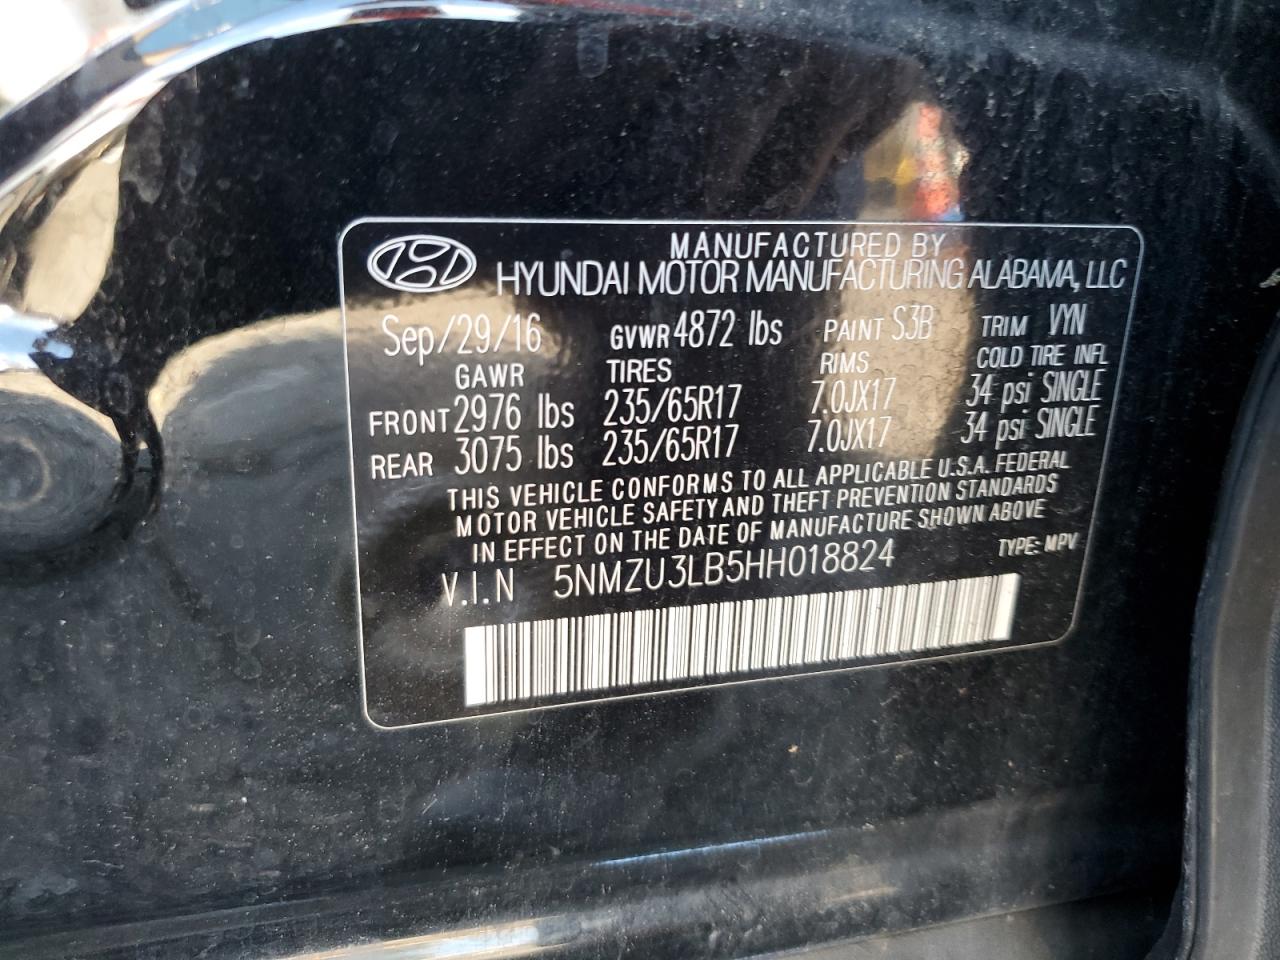 MANUFACTURED BY
HYUNDAI MOTOR MANUFACTURING ALABAMA, LLC
Sep/29/16 GVWR 4872 lbs PAINT S3B TRIM VYN
GAWR TIRES RIMS COLD TIRE INFL
FRONT 2976 lbs 235/65R17 7.0JX17 34 psi SINGLE
REAR 3075 lbs 235/65R17 7.0JX17 34 psi SINGLE
THIS VEHICLE CONFORMS TO ALL APPLICABLE U.S.A. FEDERAL
MOTOR VEHICLE SAFETY AND THEFT PREVENTION STANDARDS
IN EFFECT ON THE DATE OF MANUFACTURE SHOWN ABOVE
V.I.N 5NMZU3LB5HH018824 TYPE: MPV